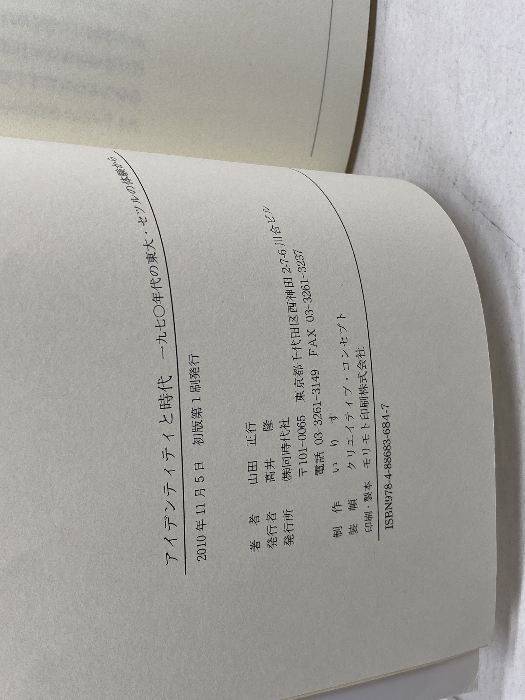 アイデンティティと時代 一九七〇年代の東大・セツルの体験から
2010年11月5日 初版第1刷発行
著 者 山田 正行
発行者 高井 隆
発行所 ㈱同時代社
〒101-0065 東京都千代田区西神田2-7-6 川合ビル
電話 03-3261-3149 FAX 03-3261-3237
制 作 いりす
装 幀 クリエイティブ・コンセプト
印刷・製本 モリモト印刷株式会社
ISBN978-4-88683-684-7